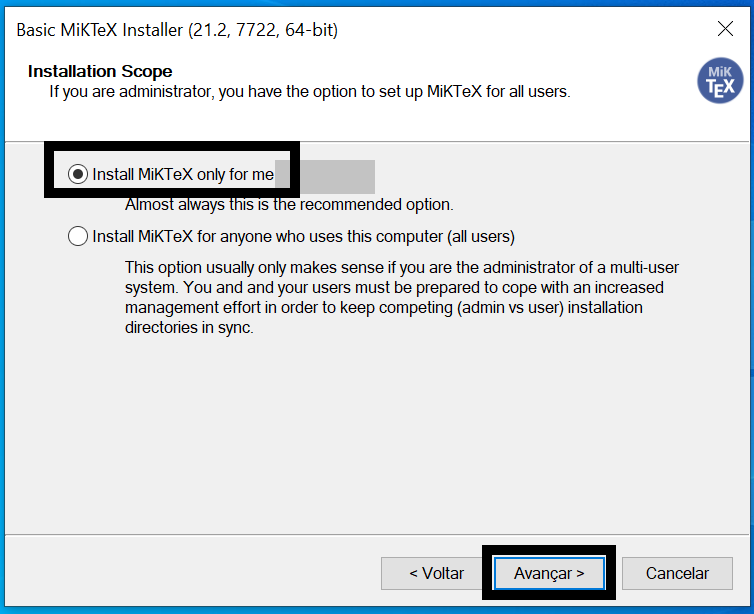 Basic MiKTeX Installer (21.2, 7722, 64-bit)
Installation Scope
If you are administrator, you have the option to set up MiKTeX for all users.
MiK
TEX
Install MiKTeX only for me
Almost always this is the recommended option.
Install MiKTeX for anyone who uses this computer (all users)
This option usually only makes sense if you are the administrator of a multi-user
system. You and and your users must be prepared to cope with an increased
management effort in order to keep competing (admin vs user) installation
directories in sync.
< Voltar
Avançar >
Cancelar